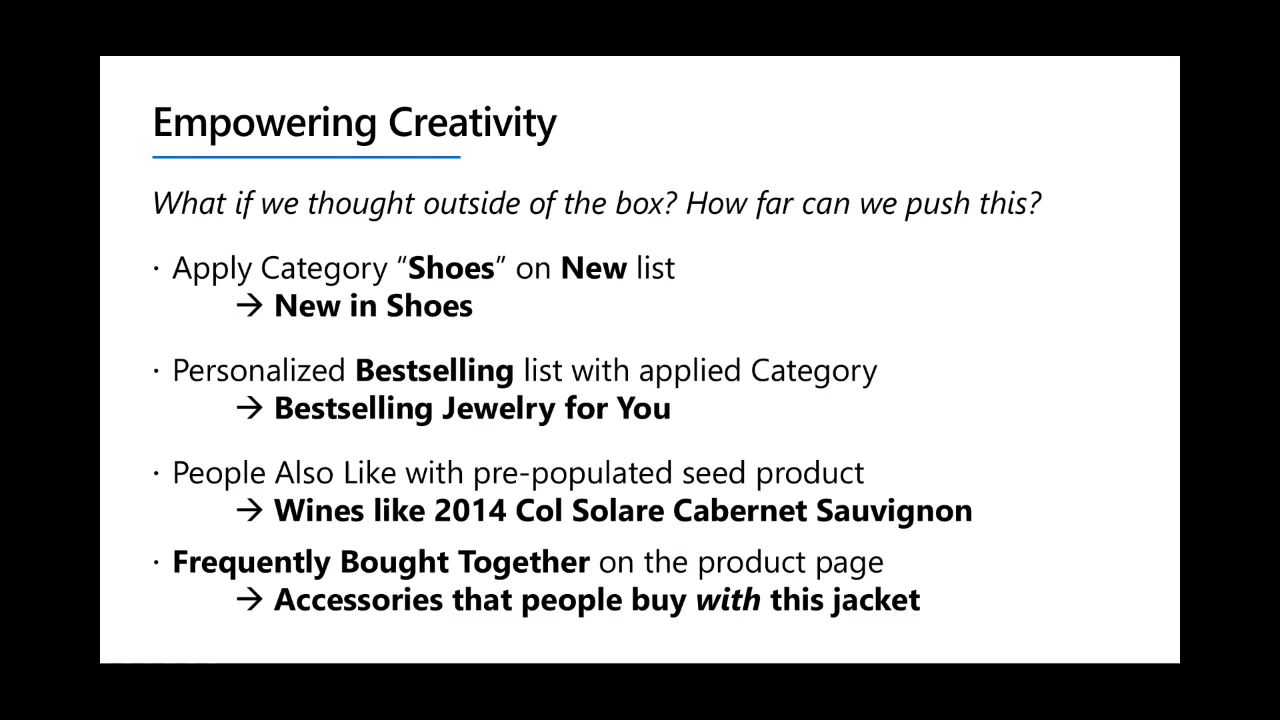 Empowering Creativity
What if we thought outside of the box? How far can we push this?
· Apply Category “Shoes” on New list
→ New in Shoes
· Personalized Bestselling list with applied Category
→ Bestselling Jewelry for You
· People Also Like with pre-populated seed product
→ Wines like 2014 Col Solare Cabernet Sauvignon
· Frequently Bought Together on the product page
→ Accessories that people buy with this jacket